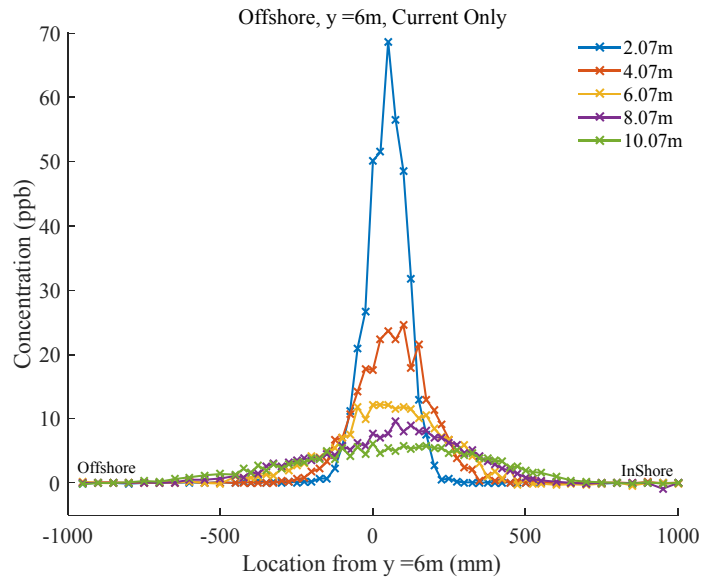 Offshore, y =6m, Current Only
70
60
50
40
30
20
10
0
Concentration (ppb)
2.07m
4.07m
6.07m
8.07m
10.07m
Offshore
InShore
-1000
-500
0
500
1000
Location from y =6m (mm)